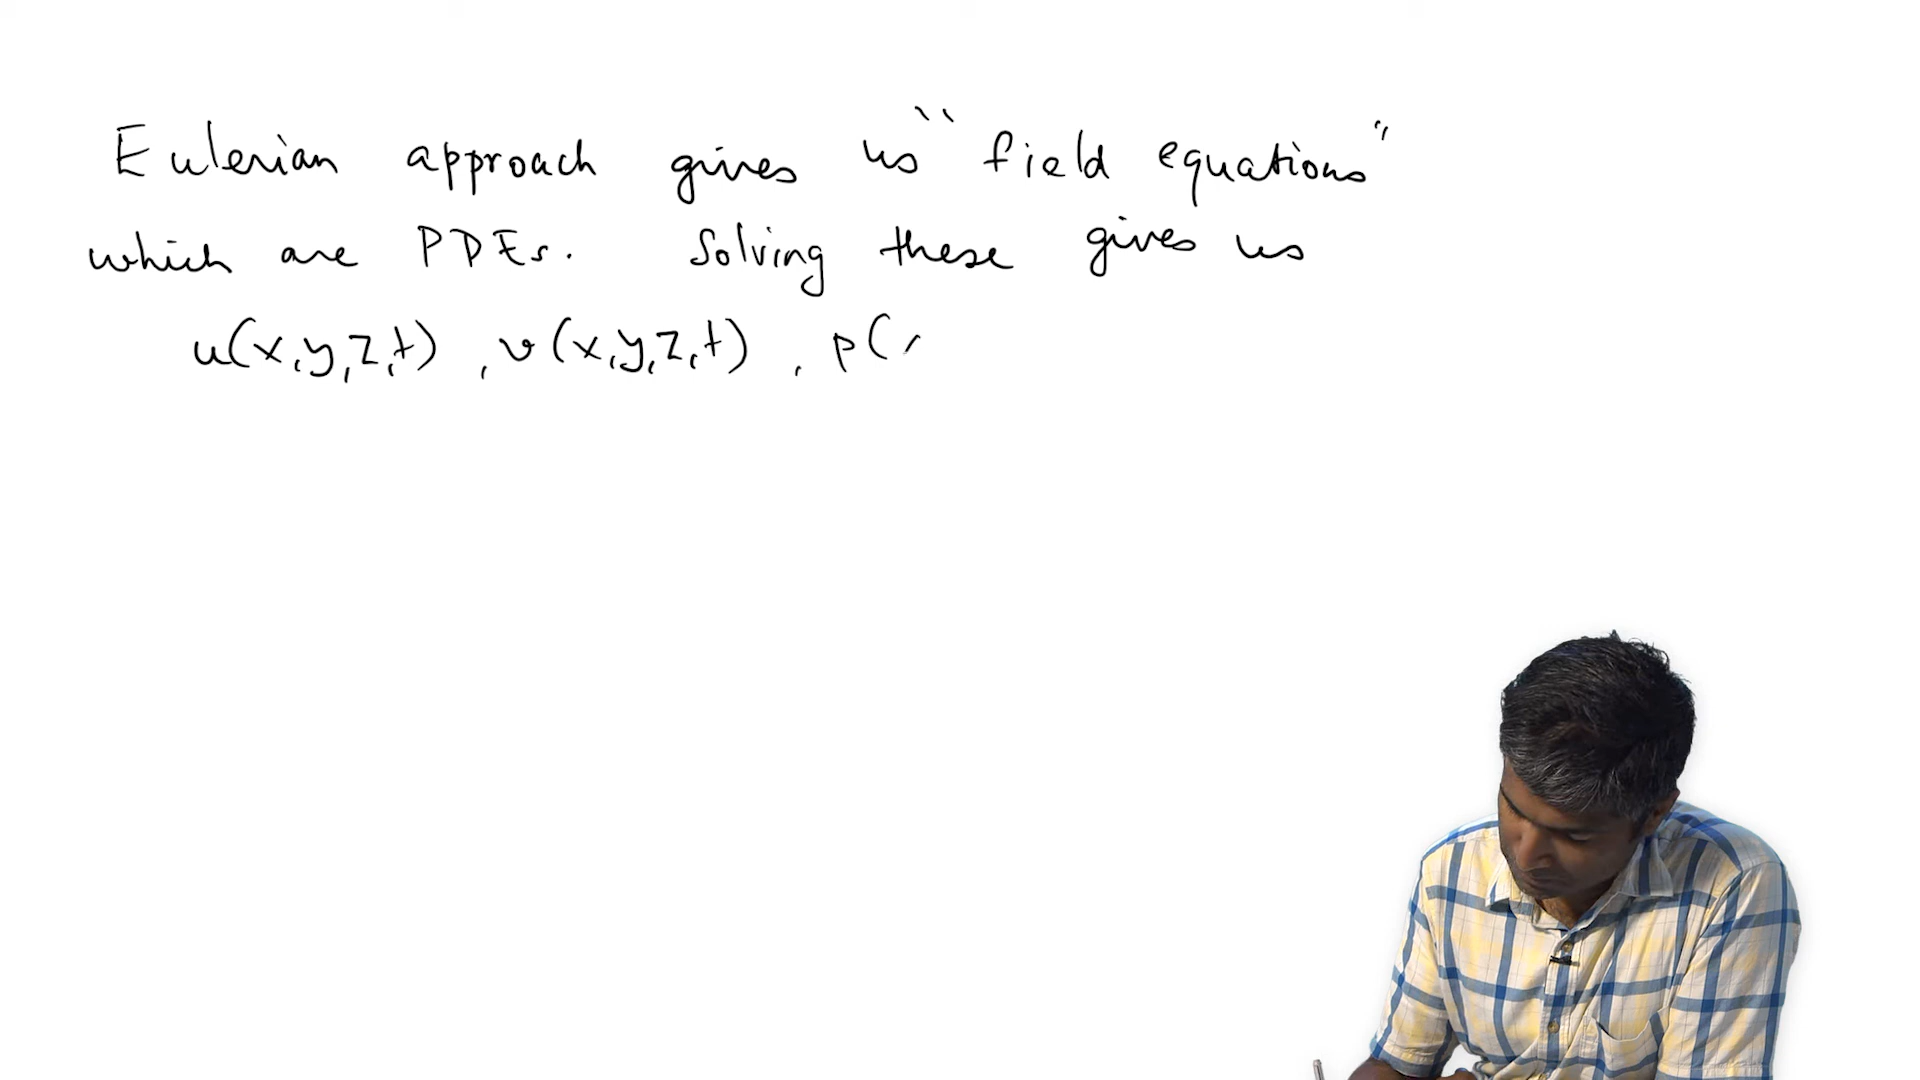 Eulerian approach gives us "field equations"
which are PDEs. Solving these gives us
u(x,y,z,t), v(x,y,z,t), p(